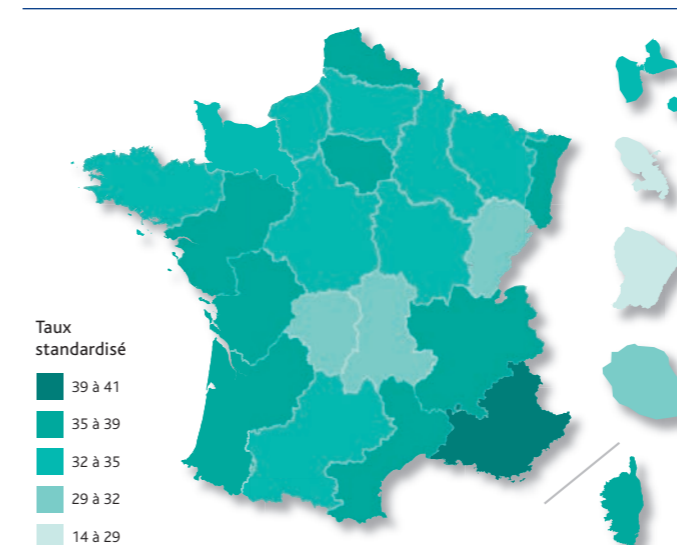 Taux
standardisé
39 à 41
35 à 39
32 à 35
29 à 32
14 à 29